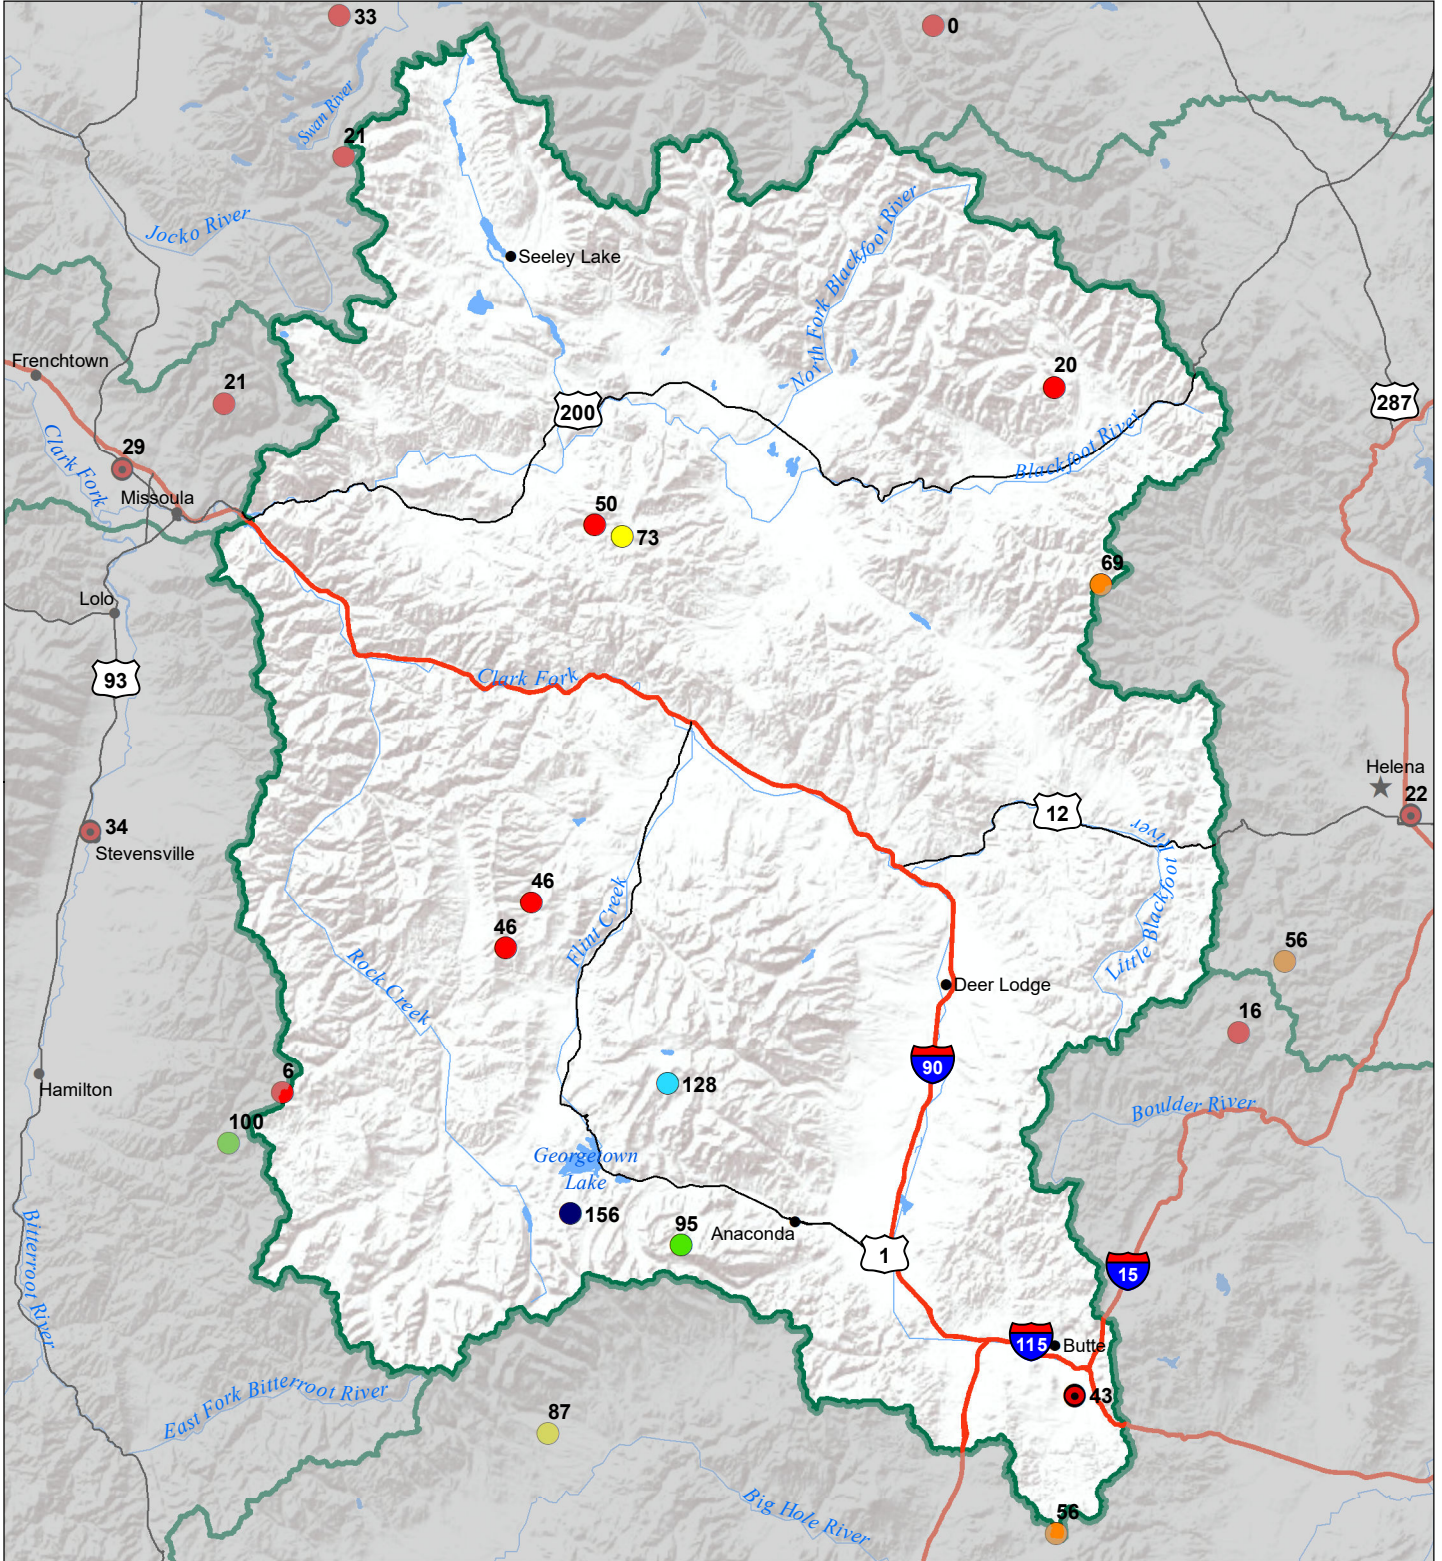 33
0
Swan River
21
Jocko River
North Fork Blackfoot River
Seeley Lake
Frenchtown
20
21
200
287
Clark Fork
29
Blackfoot River
Missoula
50
73
69
Lolo
93
Clark Fork
Helena
22
12
34
Stevensville
Little Blackfoot River
46
Flint Creek
46
56
Rock Creek
Deer Lodge
16
90
6
128
Hamilton
Boulder River
100
Georgetown
Lake
156
95
Anaconda
1
15
Bitterroot River
115
Butte
East Fork Bitterroot River
43
87
Big Hole River
56